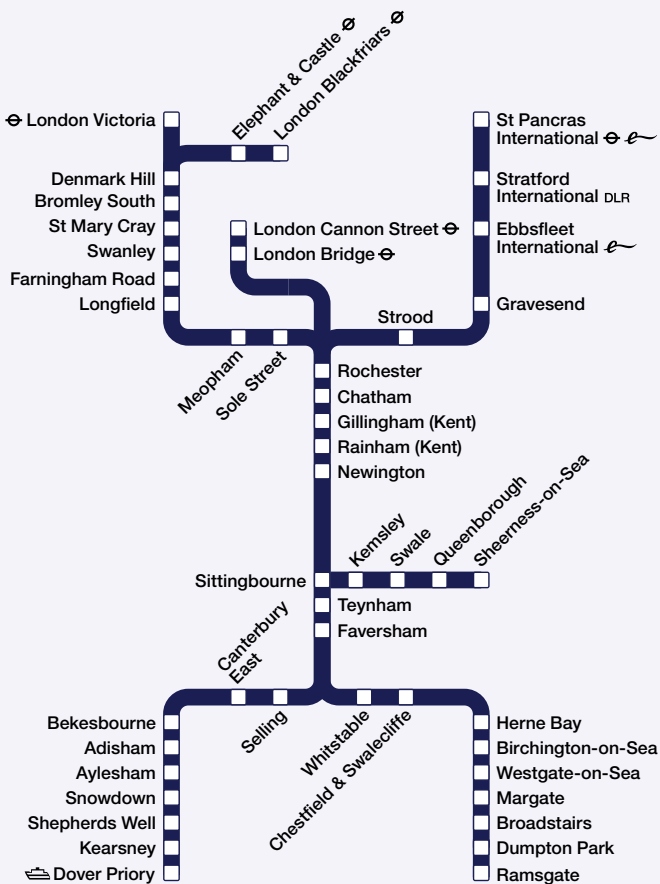 Elephant & Castle
London Blackfriars
London Victoria
St Pancras
International
Denmark Hill
Stratford
International DLR
Bromley South
St Mary Cray
London Cannon Street
Ebbsfleet
International
Swanley
London Bridge
Farningham Road
Longfield
Gravesend
Strood
Meopham
Sole Street
Rochester
Chatham
Gillingham (Kent)
Rainham (Kent)
Newington
Kemsley
Swale
Queenborough
Sheerness-on-Sea
Sittingbourne
Teynham
Faversham
Canterbury
East
Selling
Whitstable
Chestfield & Swalecliffe
Bekesbourne
Adisham
Aylesham
Snowdown
Shepherds Well
Kearsney
Dover Priory
Herne Bay
Birchington-on-Sea
Westgate-on-Sea
Margate
Broadstairs
Dumpton Park
Ramsgate